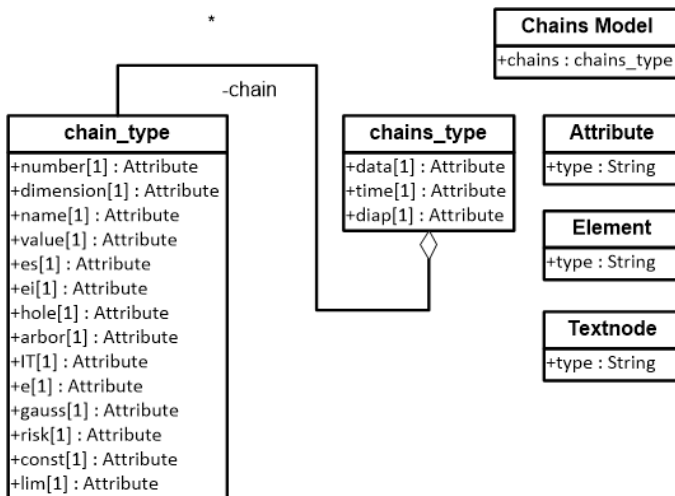 *
-chain
chain_type
+number[1] : Attribute
+dimension[1] : Attribute
+name[1] : Attribute
+value[1] : Attribute
+es[1] : Attribute
+ei[1] : Attribute
+hole[1] : Attribute
+arbor[1] : Attribute
+IT[1] : Attribute
+e[1] : Attribute
+gauss[1] : Attribute
+risk[1] : Attribute
+const[1] : Attribute
+lim[1] : Attribute
chains_type
+data[1] : Attribute
+time[1] : Attribute
+diap[1] : Attribute
Chains Model
+chains : chains_type
Attribute
+type : String
Element
+type : String
Textnode
+type : String